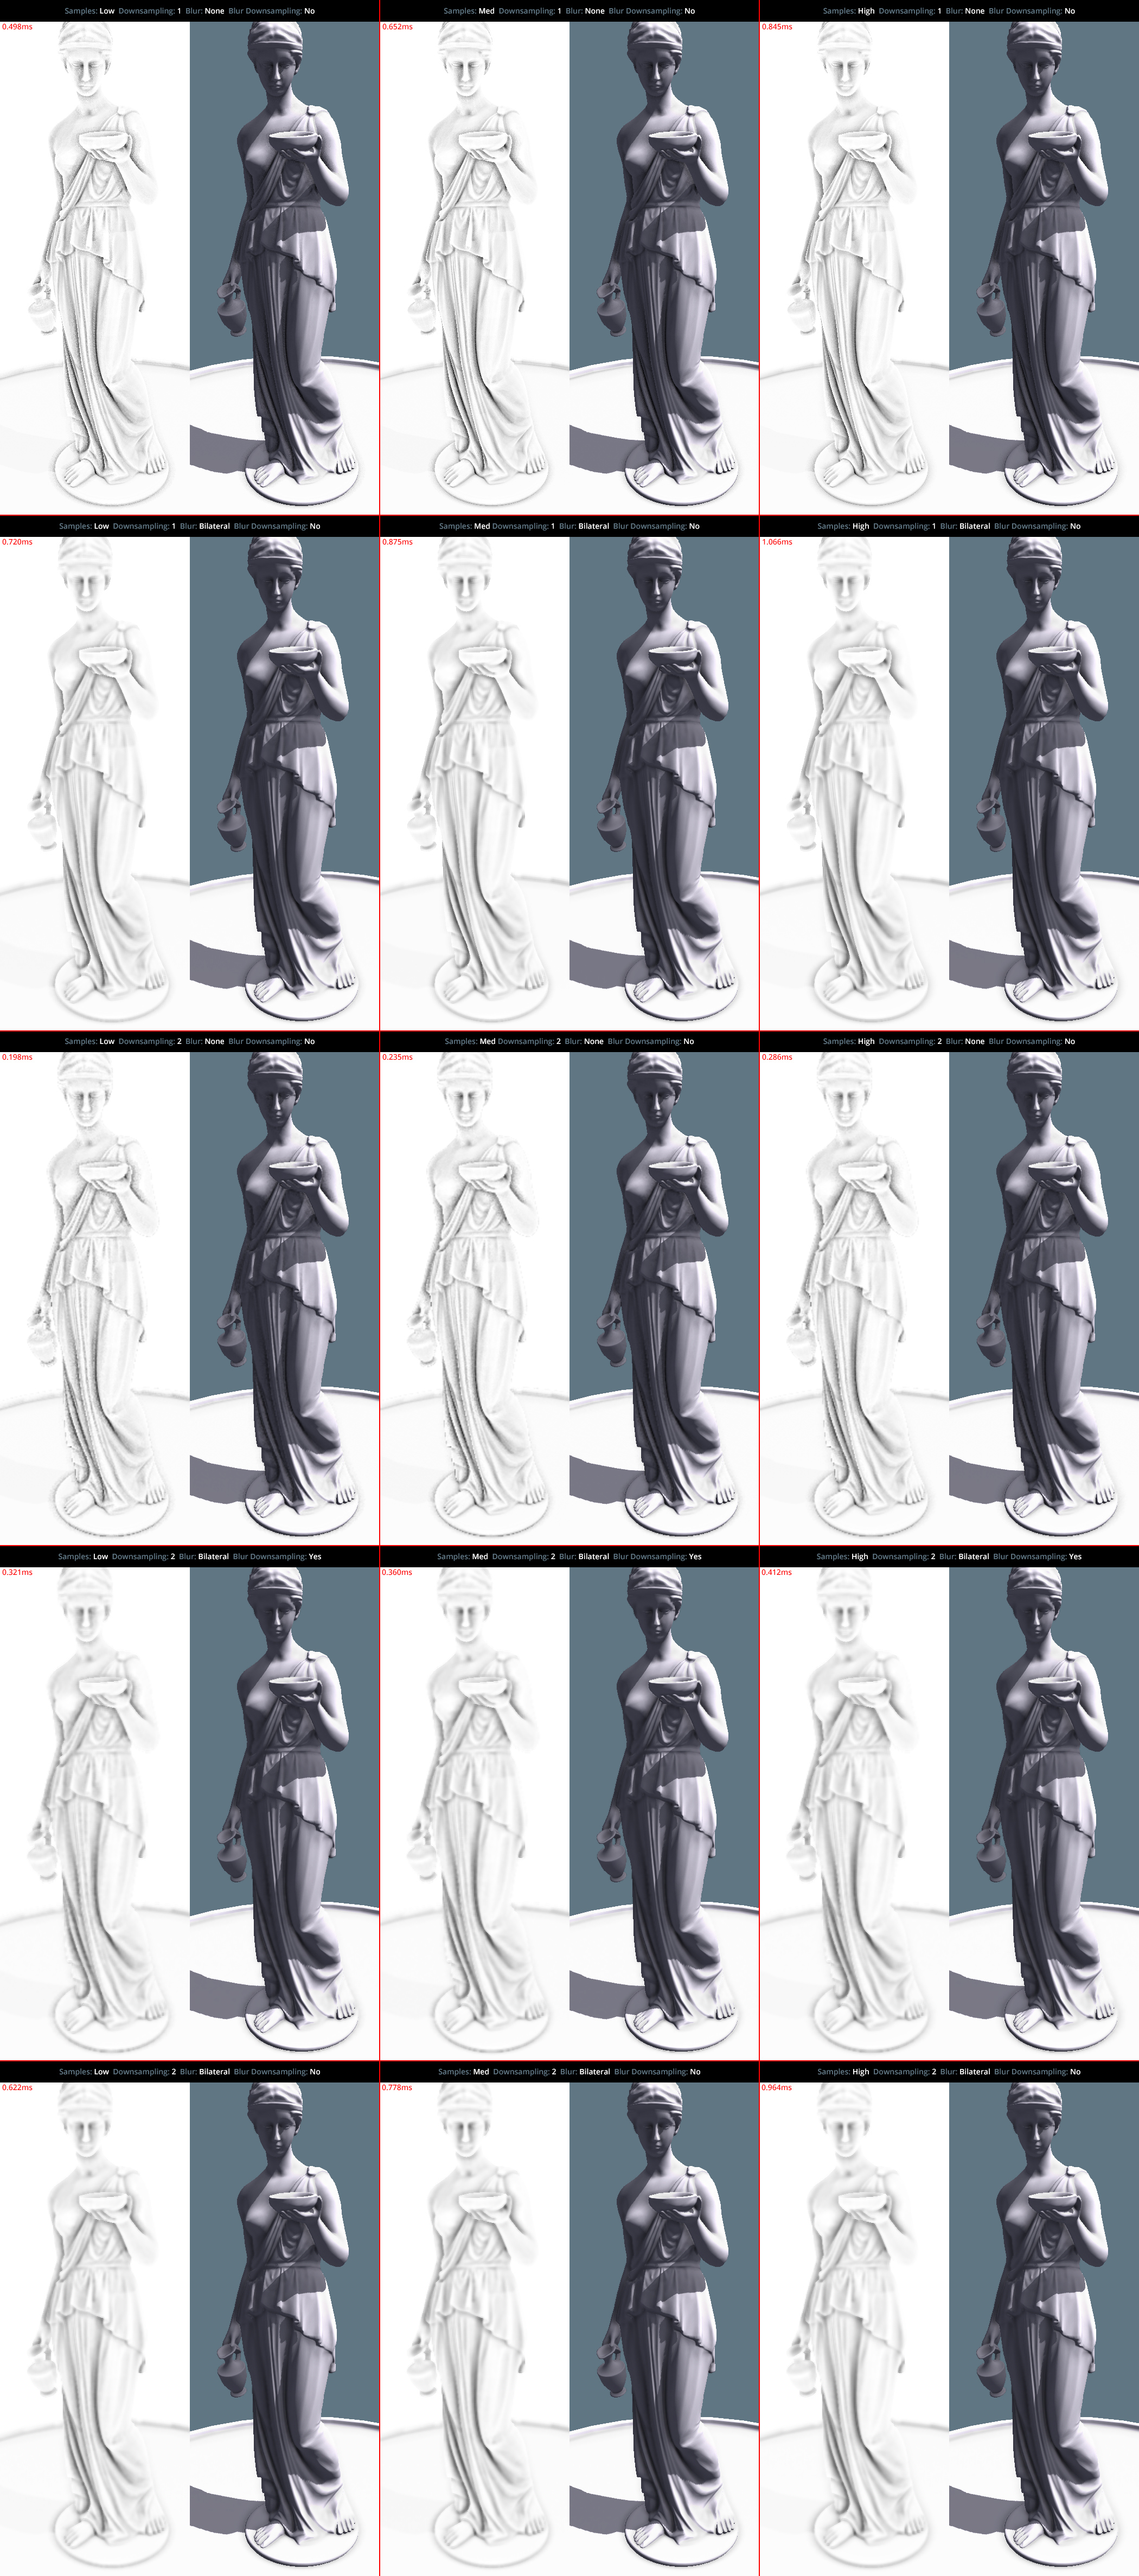 Samples: Low Downsampling: 1 Blur: None Blur Downsampling: No
Samples: Med Downsampling: 1 Blur: None Blur Downsampling: No
Samples: High Downsampling: 1 Blur: None Blur Downsampling: No
0.498ms
0.652ms
0.845ms
Samples: Low Downsampling: 1 Blur: Bilateral Blur Downsampling: No
Samples: Med Downsampling: 1 Blur: Bilateral Blur Downsampling: No
Samples: High Downsampling: 1 Blur: Bilateral Blur Downsampling: No
0.720ms
0.875ms
1.066ms
Samples: Low Downsampling: 2 Blur: None Blur Downsampling: No
Samples: Med Downsampling: 2 Blur: None Blur Downsampling: No
Samples: High Downsampling: 2 Blur: None Blur Downsampling: No
0.198ms
0.235ms
0.286ms
Samples: Low Downsampling: 2 Blur: Bilateral Blur Downsampling: Yes
Samples: Med Downsampling: 2 Blur: Bilateral Blur Downsampling: Yes
Samples: High Downsampling: 2 Blur: Bilateral Blur Downsampling: Yes
0.321ms
0.360ms
0.412ms
Samples: Low Downsampling: 2 Blur: Bilateral Blur Downsampling: No
Samples: Med Downsampling: 2 Blur: Bilateral Blur Downsampling: No
Samples: High Downsampling: 2 Blur: Bilateral Blur Downsampling: No
0.622ms
0.778ms
0.964ms